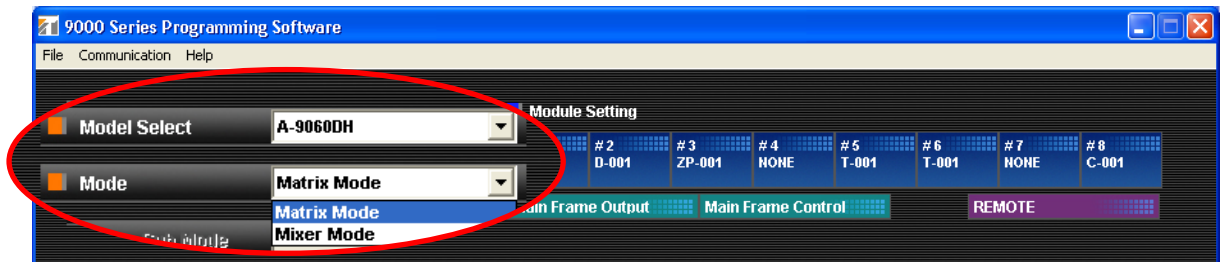 9000 Series Programming Software
File Communication Help
Module Setting
Model Select A-9060DH
#2 #3 #4 #5 #6 #7 #8
D-001 ZP-001 NONE T-001 T-001 NONE C-001
Mode Matrix Mode
Matrix Mode
Main Frame Output Main Frame Control REMOTE
Mixer Mode
Mode